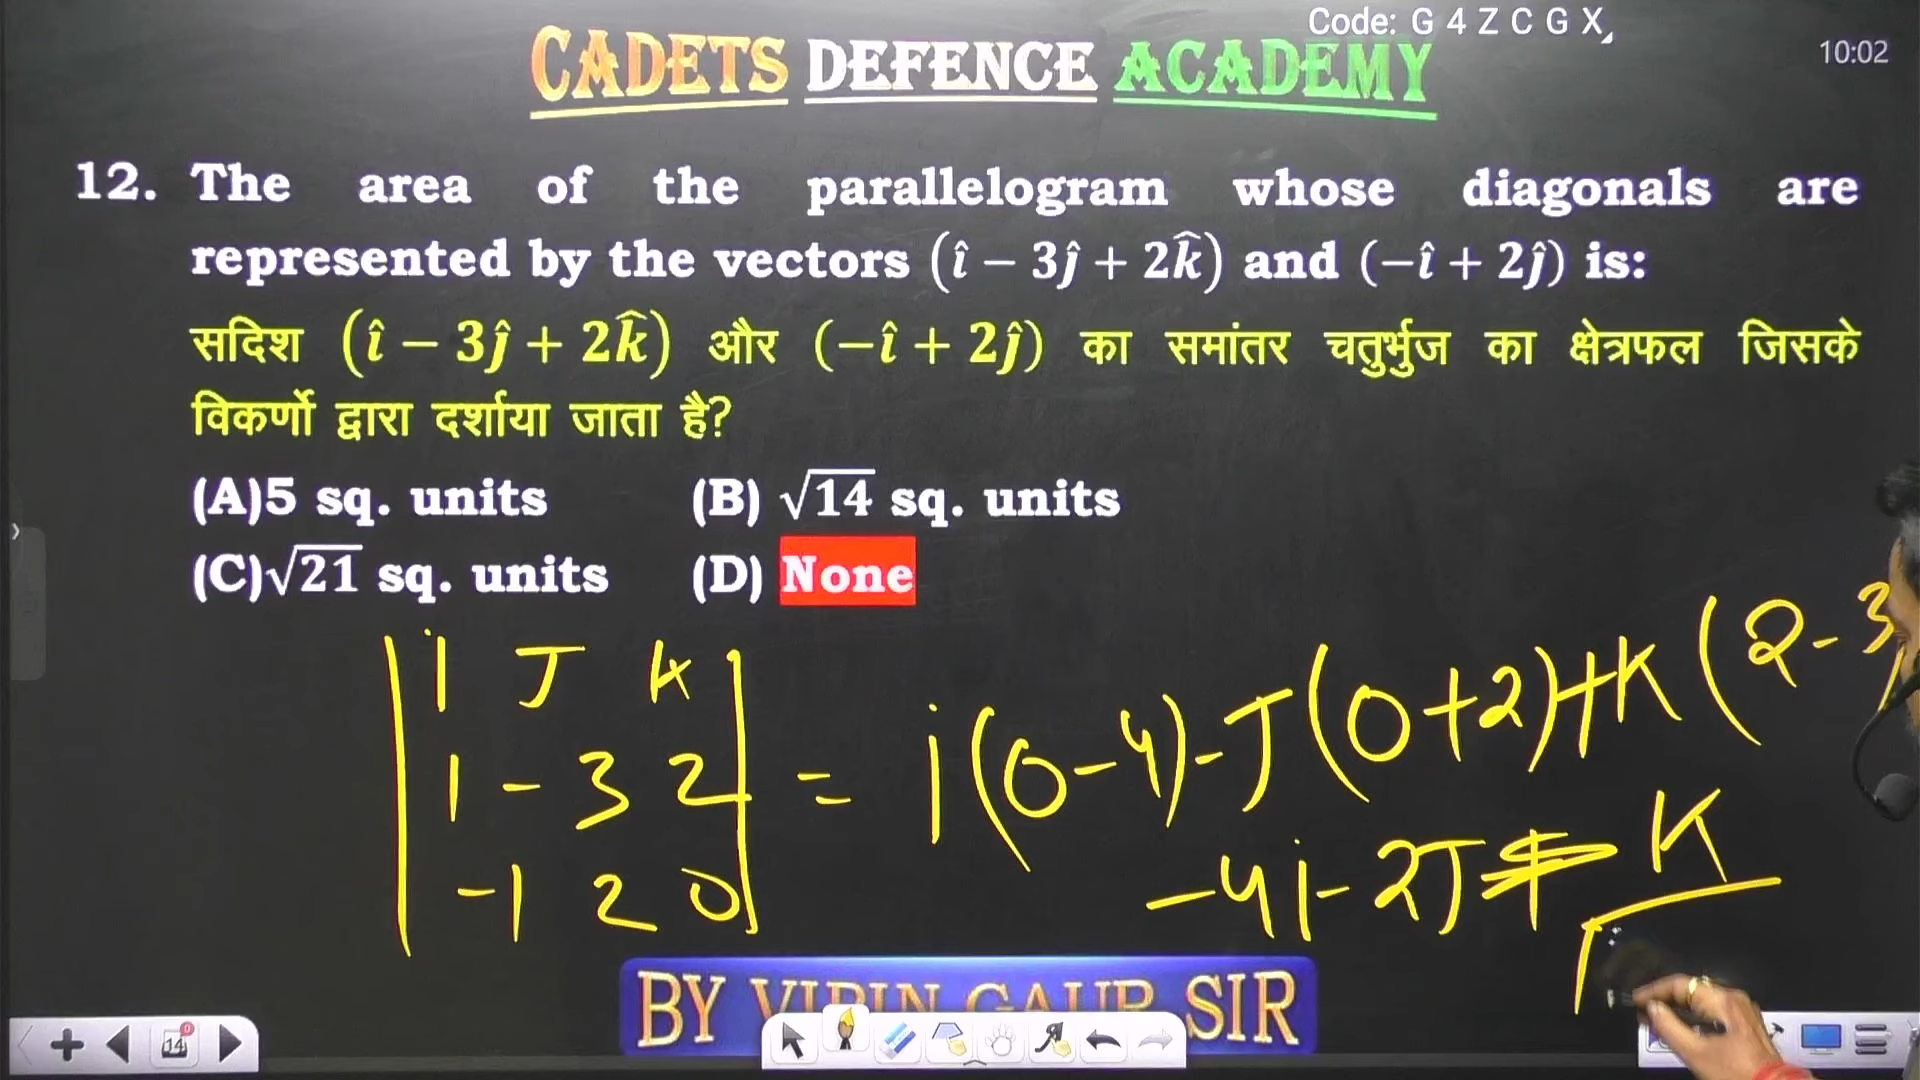 Code: G 4 Z C G X
10:02
CADETS DEFENCE ACADEMY
12. The area of the parallelogram whose diagonals are
represented by the vectors (î − 3ĵ + 2k̂) and (−î + 2ĵ) is:
सदिश (î − 3ĵ + 2k̂) और (−î + 2ĵ) का समांतर चतुर्भुज का क्षेत्रफल जिसके
विकर्णो द्वारा दर्शाया जाता है?
(A)5 sq. units (B) √14 sq. units
(C)√21 sq. units (D) None
| i J K |
| 1 -3 2 | = i(0-4)-J(0+2)+K(2-3
| -1 2 0 |
-4i-2J K
BY VIPIN GAUR SIR
14
0